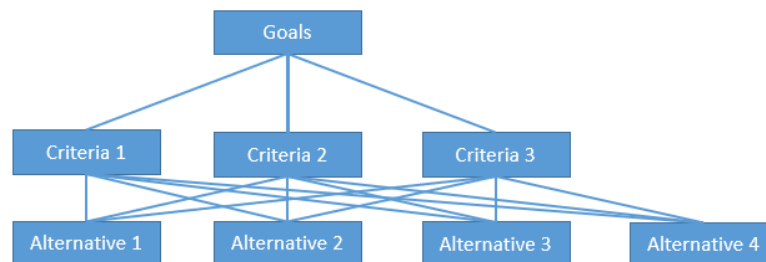 Goals
Criteria 1
Criteria 2
Criteria 3
Alternative 1
Alternative 2
Alternative 3
Alternative 4